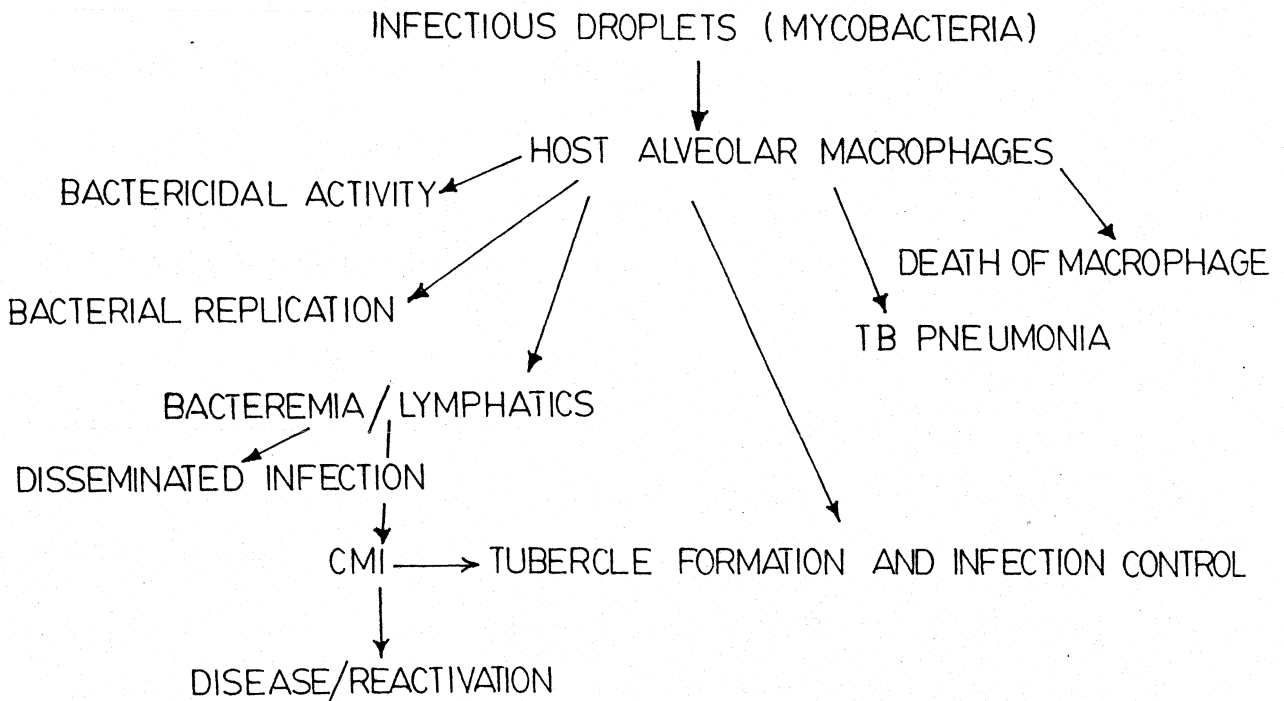 INFECTIOUS DROPLETS (MYCOBACTERIA)
HOST ALVEOLAR MACROPHAGES
BACTERICIDAL ACTIVITY
DEATH OF MACROPHAGE
BACTERIAL REPLICATION
TB PNEUMONIA
BACTEREMIA / LYMPHATICS
DISSEMINATED INFECTION
CMI
TUBERCLE FORMATION AND INFECTION CONTROL
DISEASE/REACTIVATION